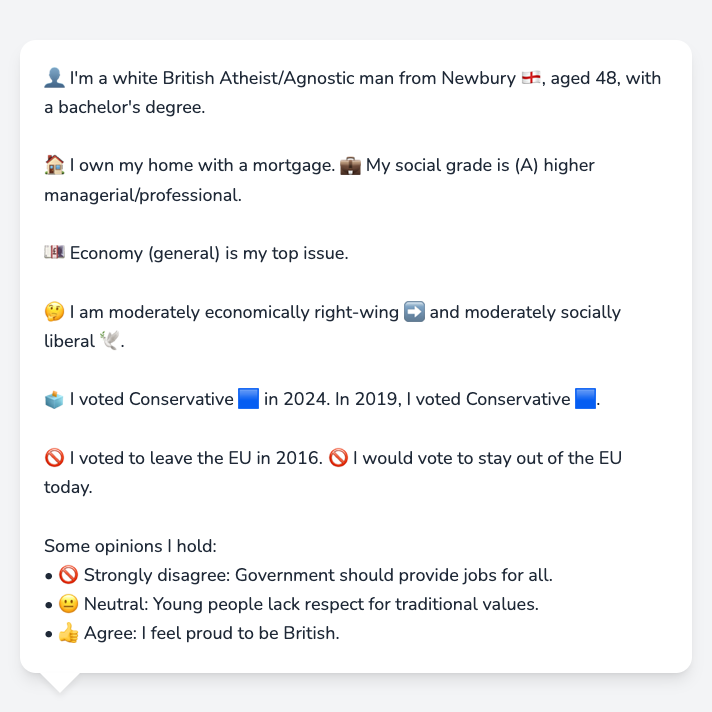 👤 I'm a white British Atheist/Agnostic man from Newbury 🏴󠁧󠁢󠁥󠁮󠁧󠁿, aged 48, with
a bachelor's degree.
🏠 I own my home with a mortgage. 💼 My social grade is (A) higher
managerial/professional.
💷 Economy (general) is my top issue.
🤔 I am moderately economically right-wing ➡️ and moderately socially
liberal 🕊️.
🗳️ I voted Conservative 🟦 in 2024. In 2019, I voted Conservative 🟦.
🚫 I voted to leave the EU in 2016. 🚫 I would vote to stay out of the EU
today.
Some opinions I hold:
• 🚫 Strongly disagree: Government should provide jobs for all.
• 😐 Neutral: Young people lack respect for traditional values.
• 👍 Agree: I feel proud to be British.